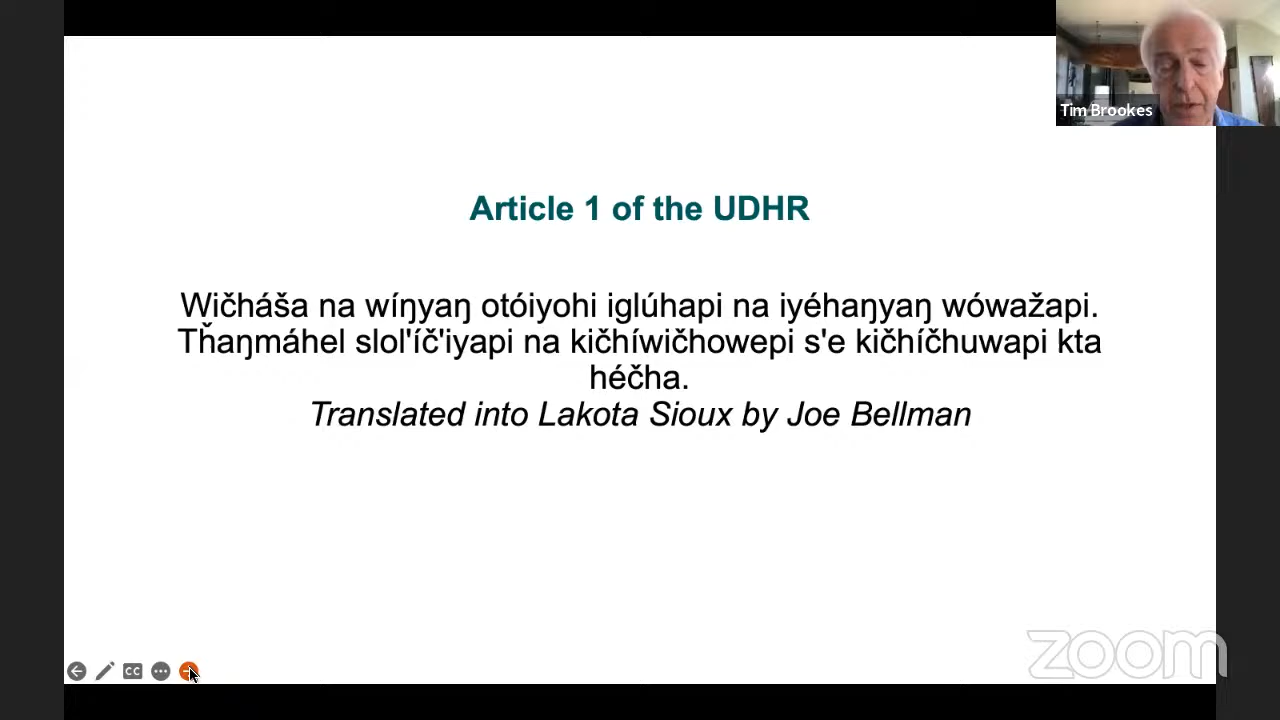 Tim Brookes
Article 1 of the UDHR
Wičháša na wíŋyaŋ otóiyohi iglúhapi na iyéhaŋyaŋ wówažapi.
Tȟaŋmáhel slol'íč'iyapi na kičhíwičhowepi s'e kičhíčhuwapi kta
héčha.
Translated into Lakota Sioux by Joe Bellman
CC
zoom